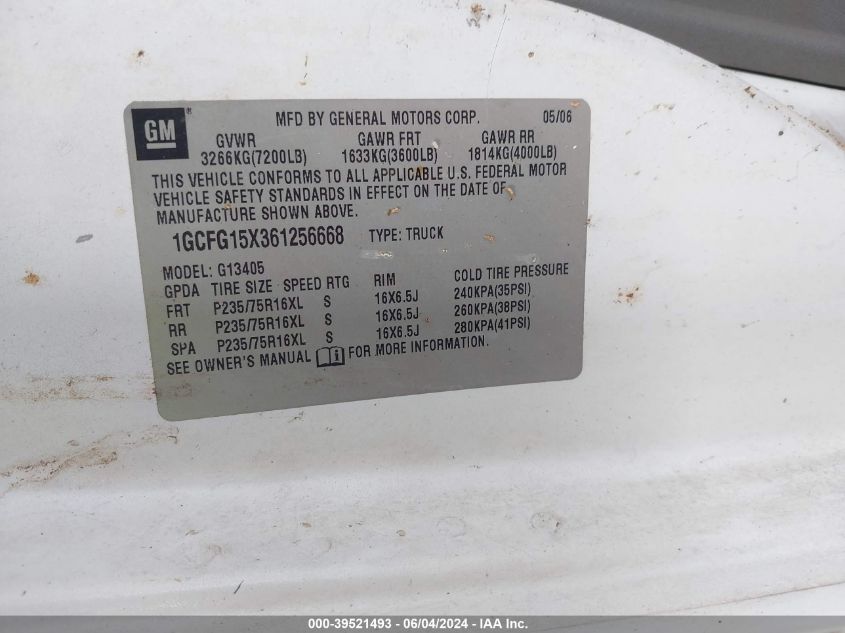 GM®
MFD BY GENERAL MOTORS CORP. 05/06
GVWR GAWR FRT GAWR RR
3266KG(7200LB) 1633KG(3600LB) 1814KG(4000LB)
THIS VEHICLE CONFORMS TO ALL APPLICABLE U.S. FEDERAL MOTOR
VEHICLE SAFETY STANDARDS IN EFFECT ON THE DATE OF
MANUFACTURE SHOWN ABOVE.
1GCFG15X361256668 TYPE: TRUCK
MODEL: G13405
GPDA TIRE SIZE SPEED RTG RIM COLD TIRE PRESSURE
FRT P235/75R16XL S 16X6.5J 240KPA(35PSI)
RR P235/75R16XL S 16X6.5J 260KPA(38PSI)
SPA P235/75R16XL S 16X6.5J 280KPA(41PSI)
SEE OWNER'S MANUAL FOR MORE INFORMATION.
000-39521493 - 06/04/2024 - IAA Inc.